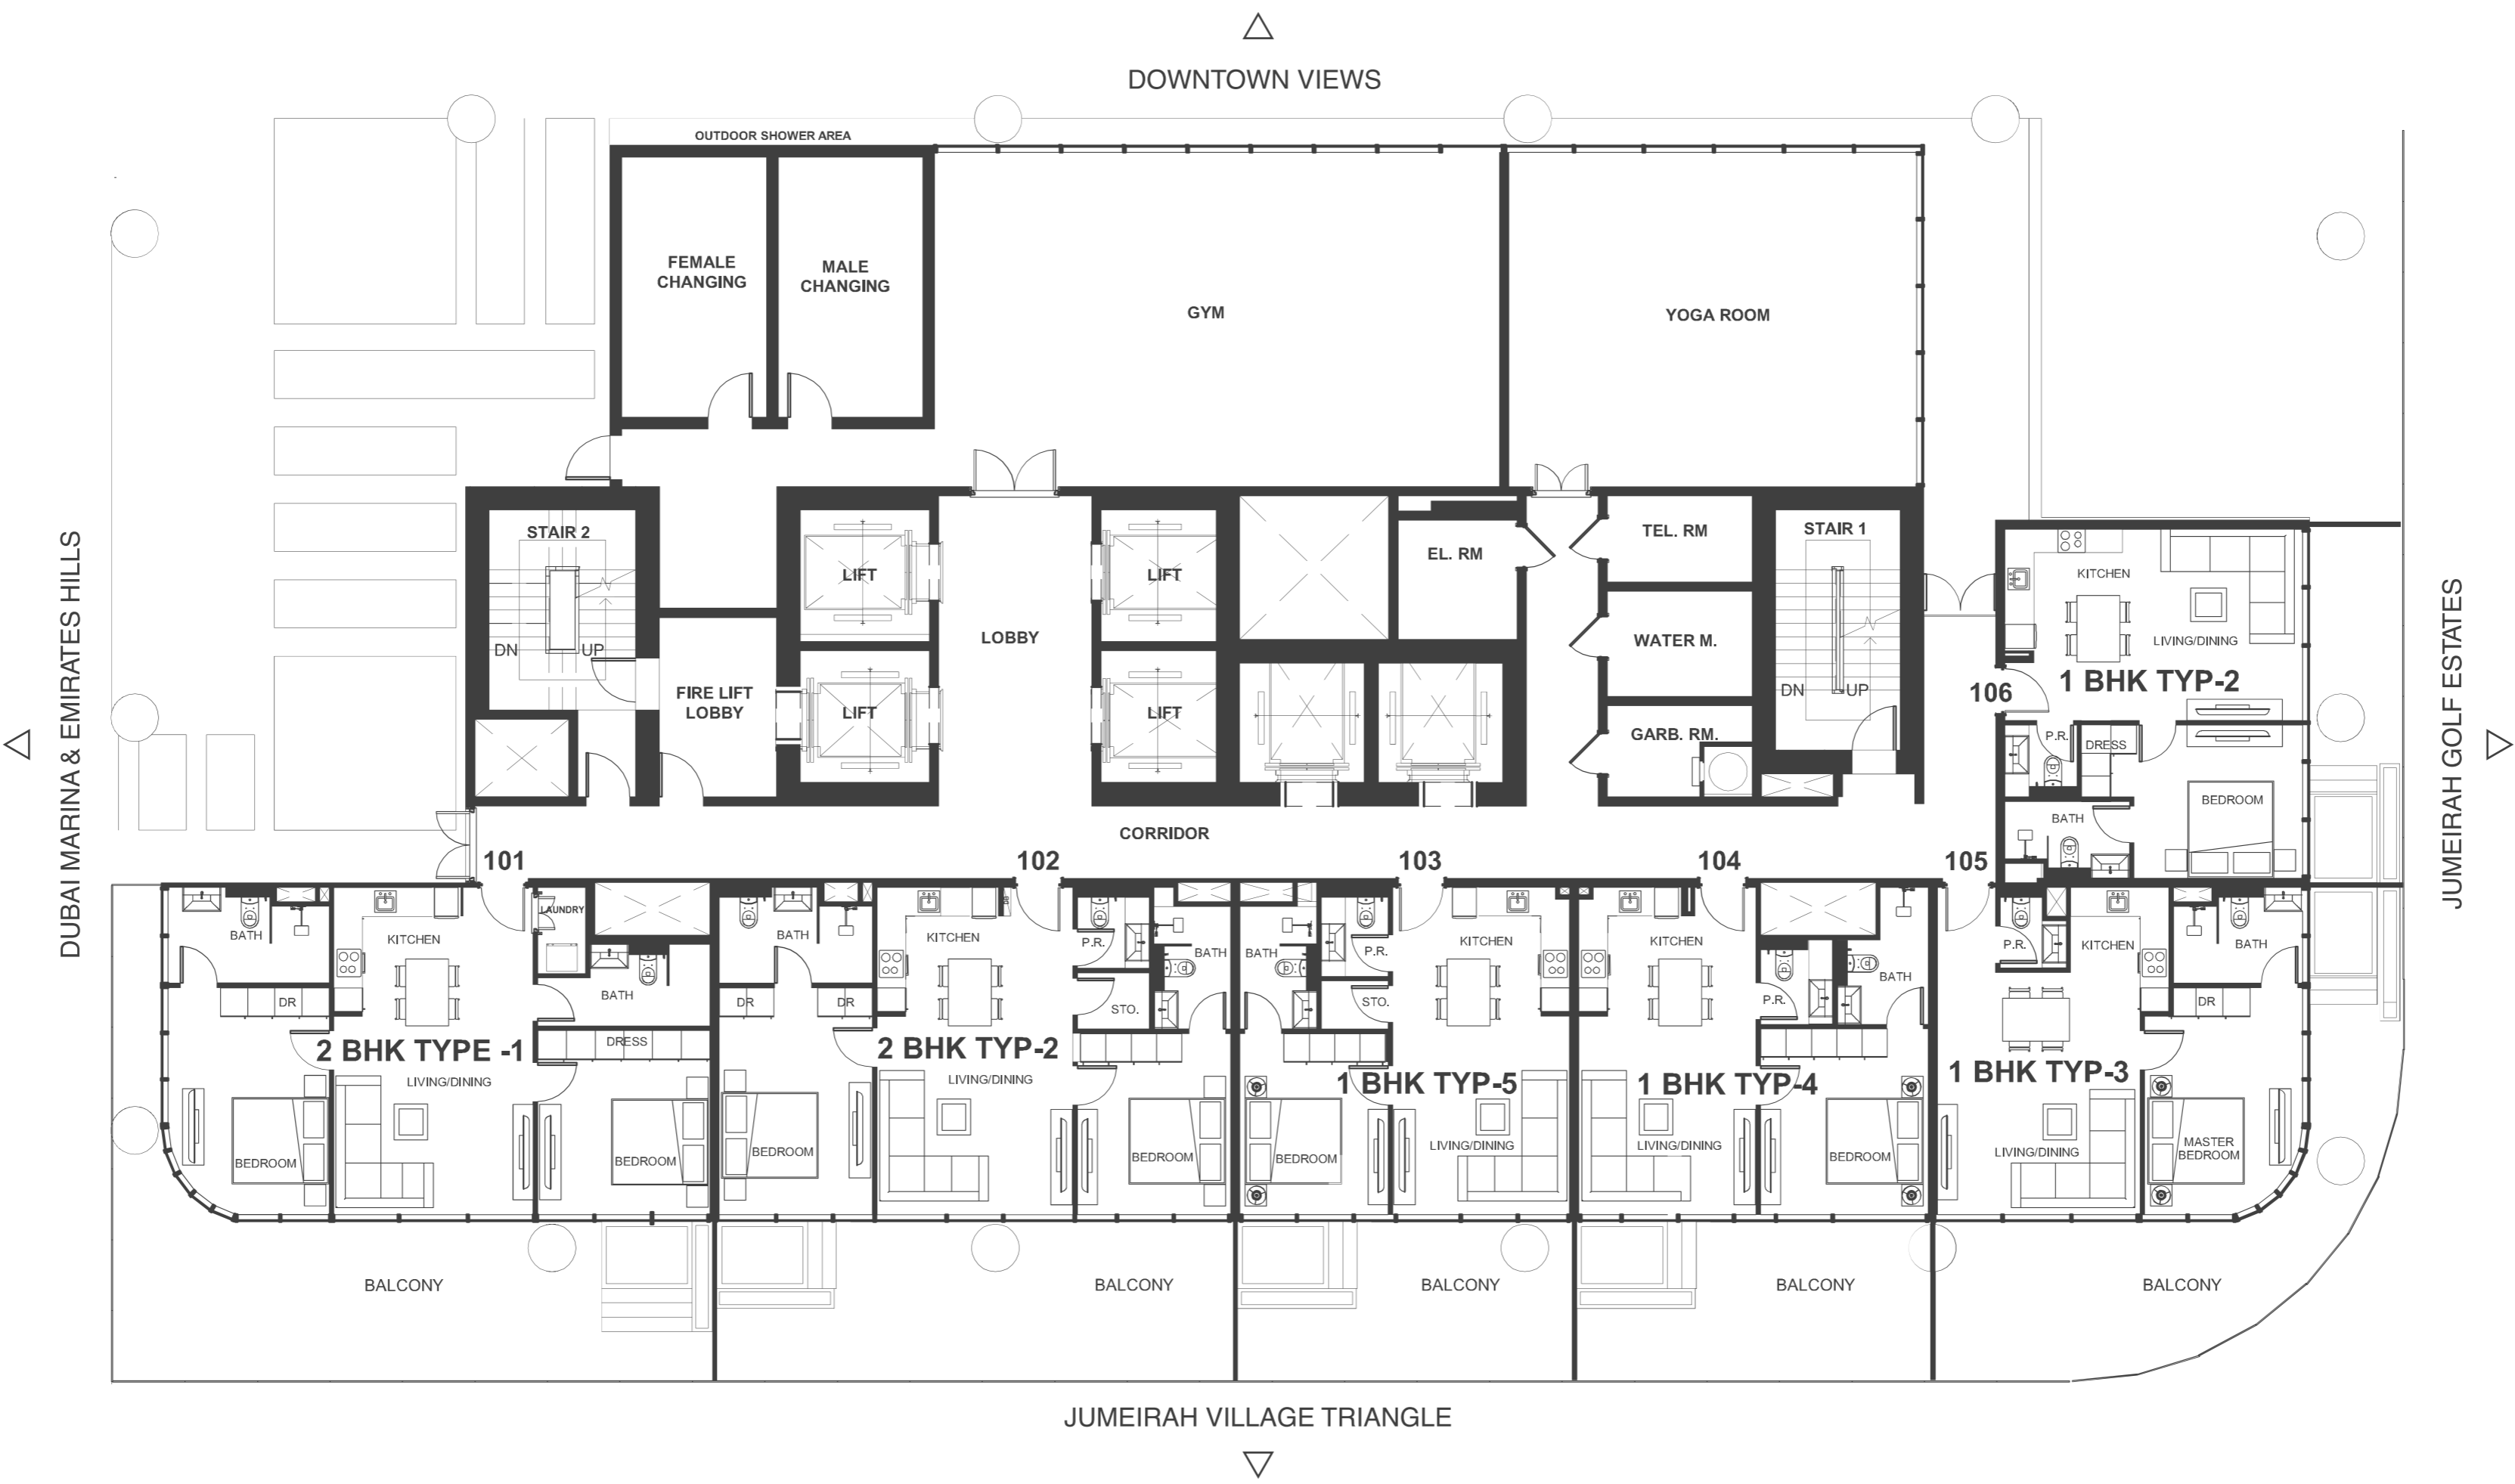 DOWNTOWN VIEWS
OUTDOOR SHOWER AREA
FEMALE
CHANGING
MALE
CHANGING
GYM
YOGA ROOM
STAIR 2
DN
UP
LIFT
LIFT
LOBBY
LIFT
LIFT
FIRE LIFT
LOBBY
EL. RM
TEL. RM
WATER M.
GARB. RM.
STAIR 1
DN
UP
KITCHEN
LIVING/DINING
106
1 BHK TYP-2
P.R.
DRESS
BEDROOM
BATH
DUBAI MARINA & EMIRATES HILLS
JUMEIRAH GOLF ESTATES
CORRIDOR
101
102
103
104
105
BATH
KITCHEN
LAUNDRY
DR
BATH
2 BHK TYPE -1
DRESS
LIVING/DINING
BEDROOM
BEDROOM
BATH
KITCHEN
DB
P.R.
BATH
DR
DR
STO.
2 BHK TYP-2
LIVING/DINING
BEDROOM
BEDROOM
BATH
P.R.
KITCHEN
STO.
1 BHK TYP-5
LIVING/DINING
BEDROOM
KITCHEN
P.R.
BATH
1 BHK TYP-4
LIVING/DINING
BEDROOM
P.R.
KITCHEN
BATH
DR
1 BHK TYP-3
LIVING/DINING
MASTER
BEDROOM
BALCONY
BALCONY
BALCONY
BALCONY
BALCONY
JUMEIRAH VILLAGE TRIANGLE